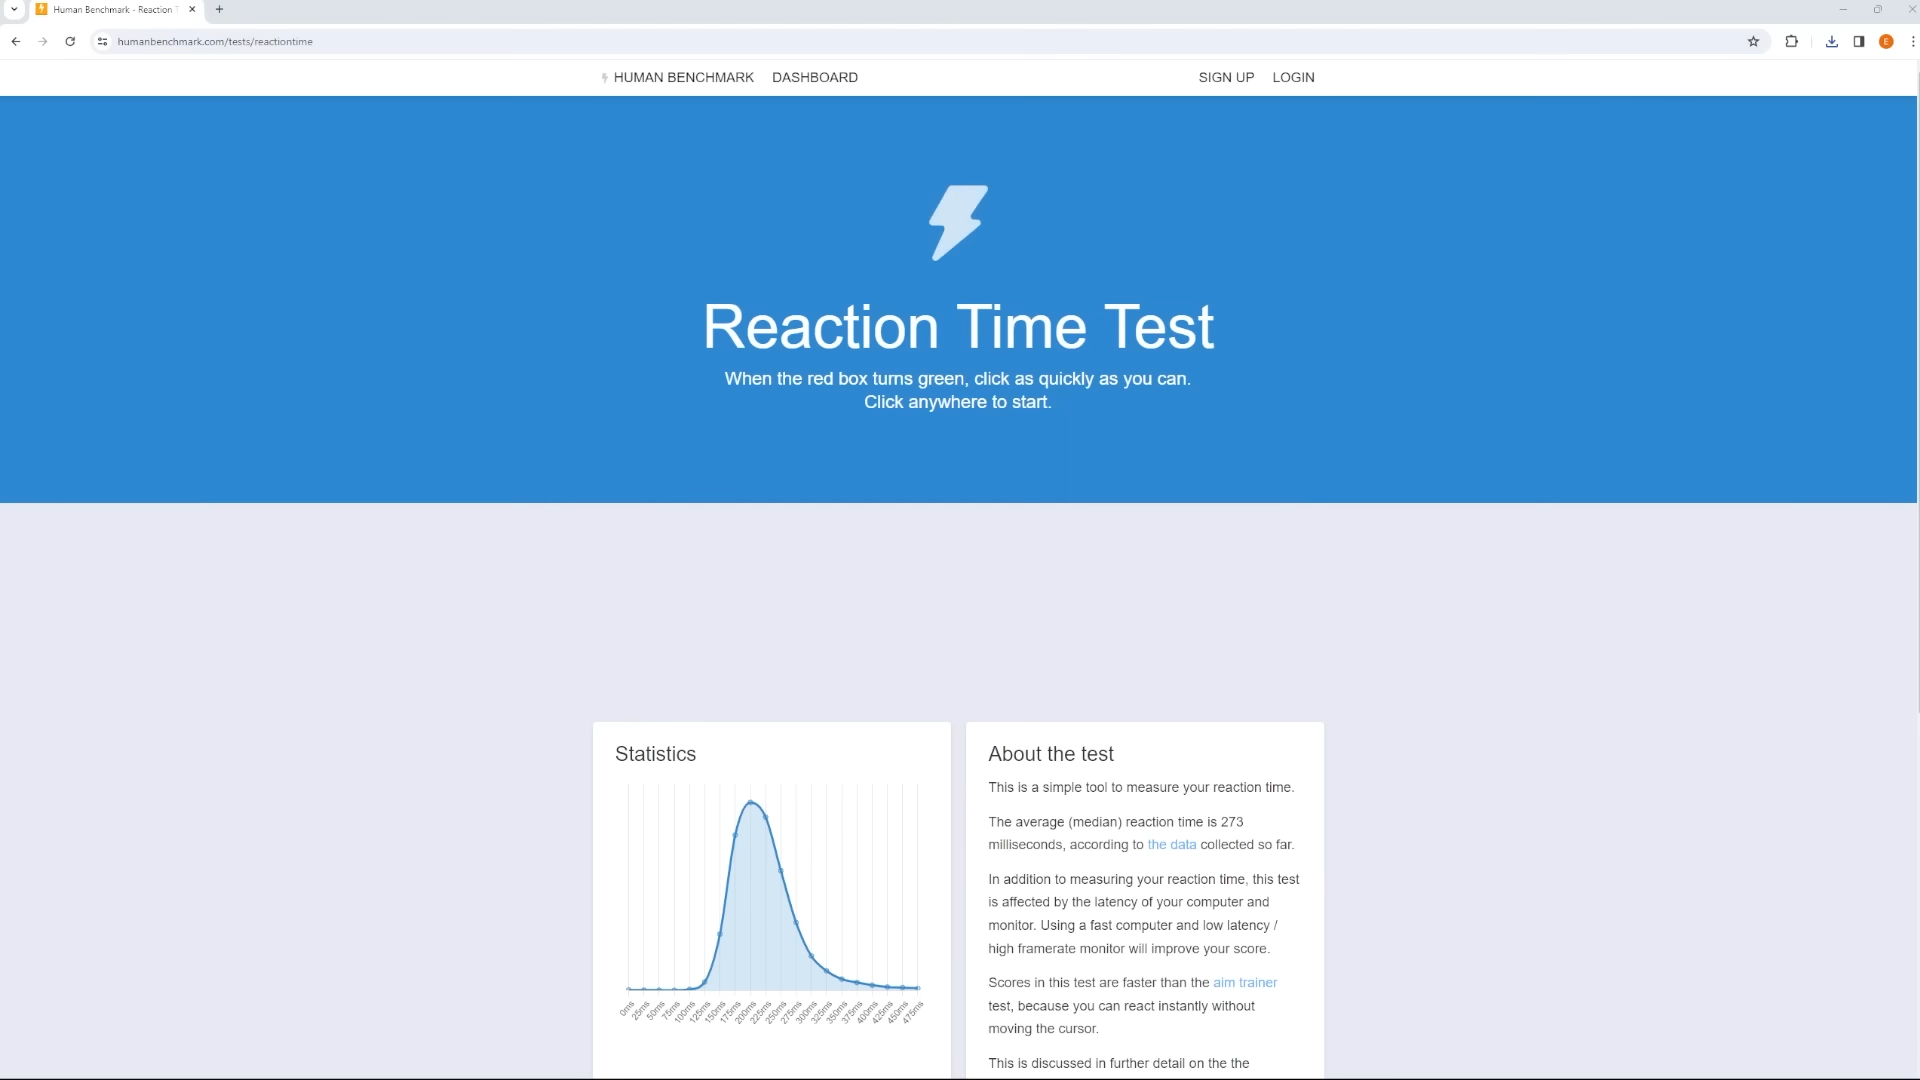 Human Benchmark - Reaction T
humanbenchmark.com/tests/reactiontime
E
HUMAN BENCHMARK DASHBOARD SIGN UP LOGIN
Reaction Time Test
When the red box turns green, click as quickly as you can.
Click anywhere to start.
Statistics
0ms 25ms 50ms 75ms 100ms 125ms 150ms 175ms 200ms 225ms 250ms 275ms 300ms 325ms 350ms 375ms 400ms 425ms 450ms 475ms
About the test
This is a simple tool to measure your reaction time.
The average (median) reaction time is 273
milliseconds, according to the data collected so far.
In addition to measuring your reaction time, this test
is affected by the latency of your computer and
monitor. Using a fast computer and low latency /
high framerate monitor will improve your score.
Scores in this test are faster than the aim trainer
test, because you can react instantly without
moving the cursor.
This is discussed in further detail on the the